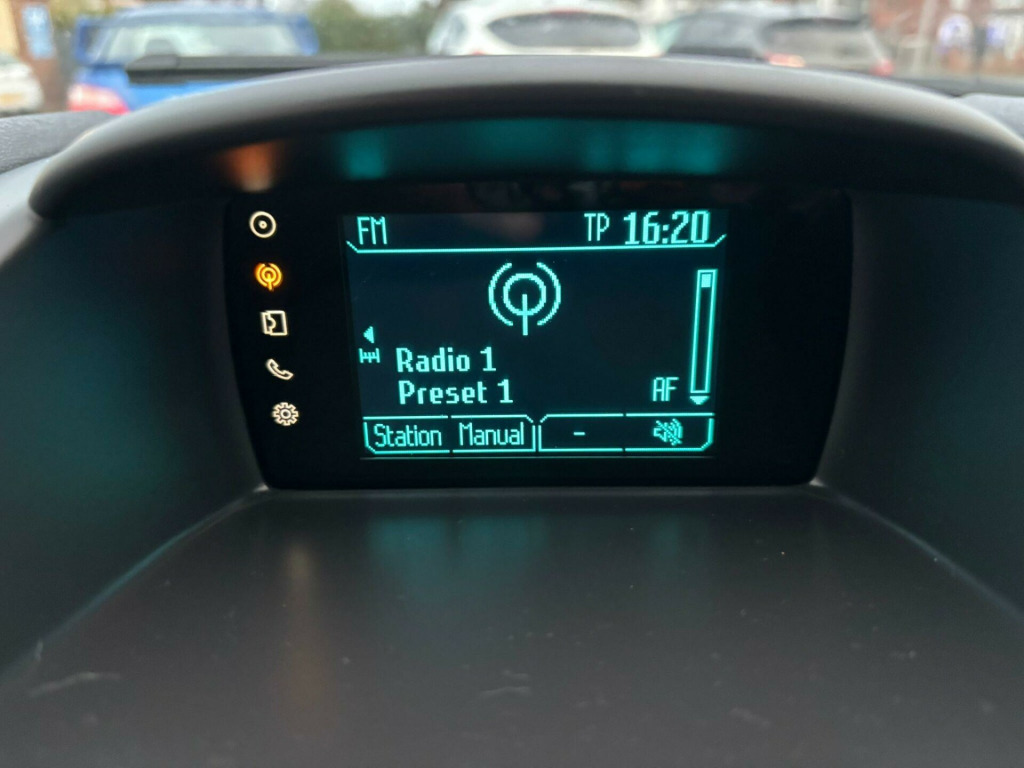 FM TP 16:20
Radio 1
Preset 1 AF
Station Manual -